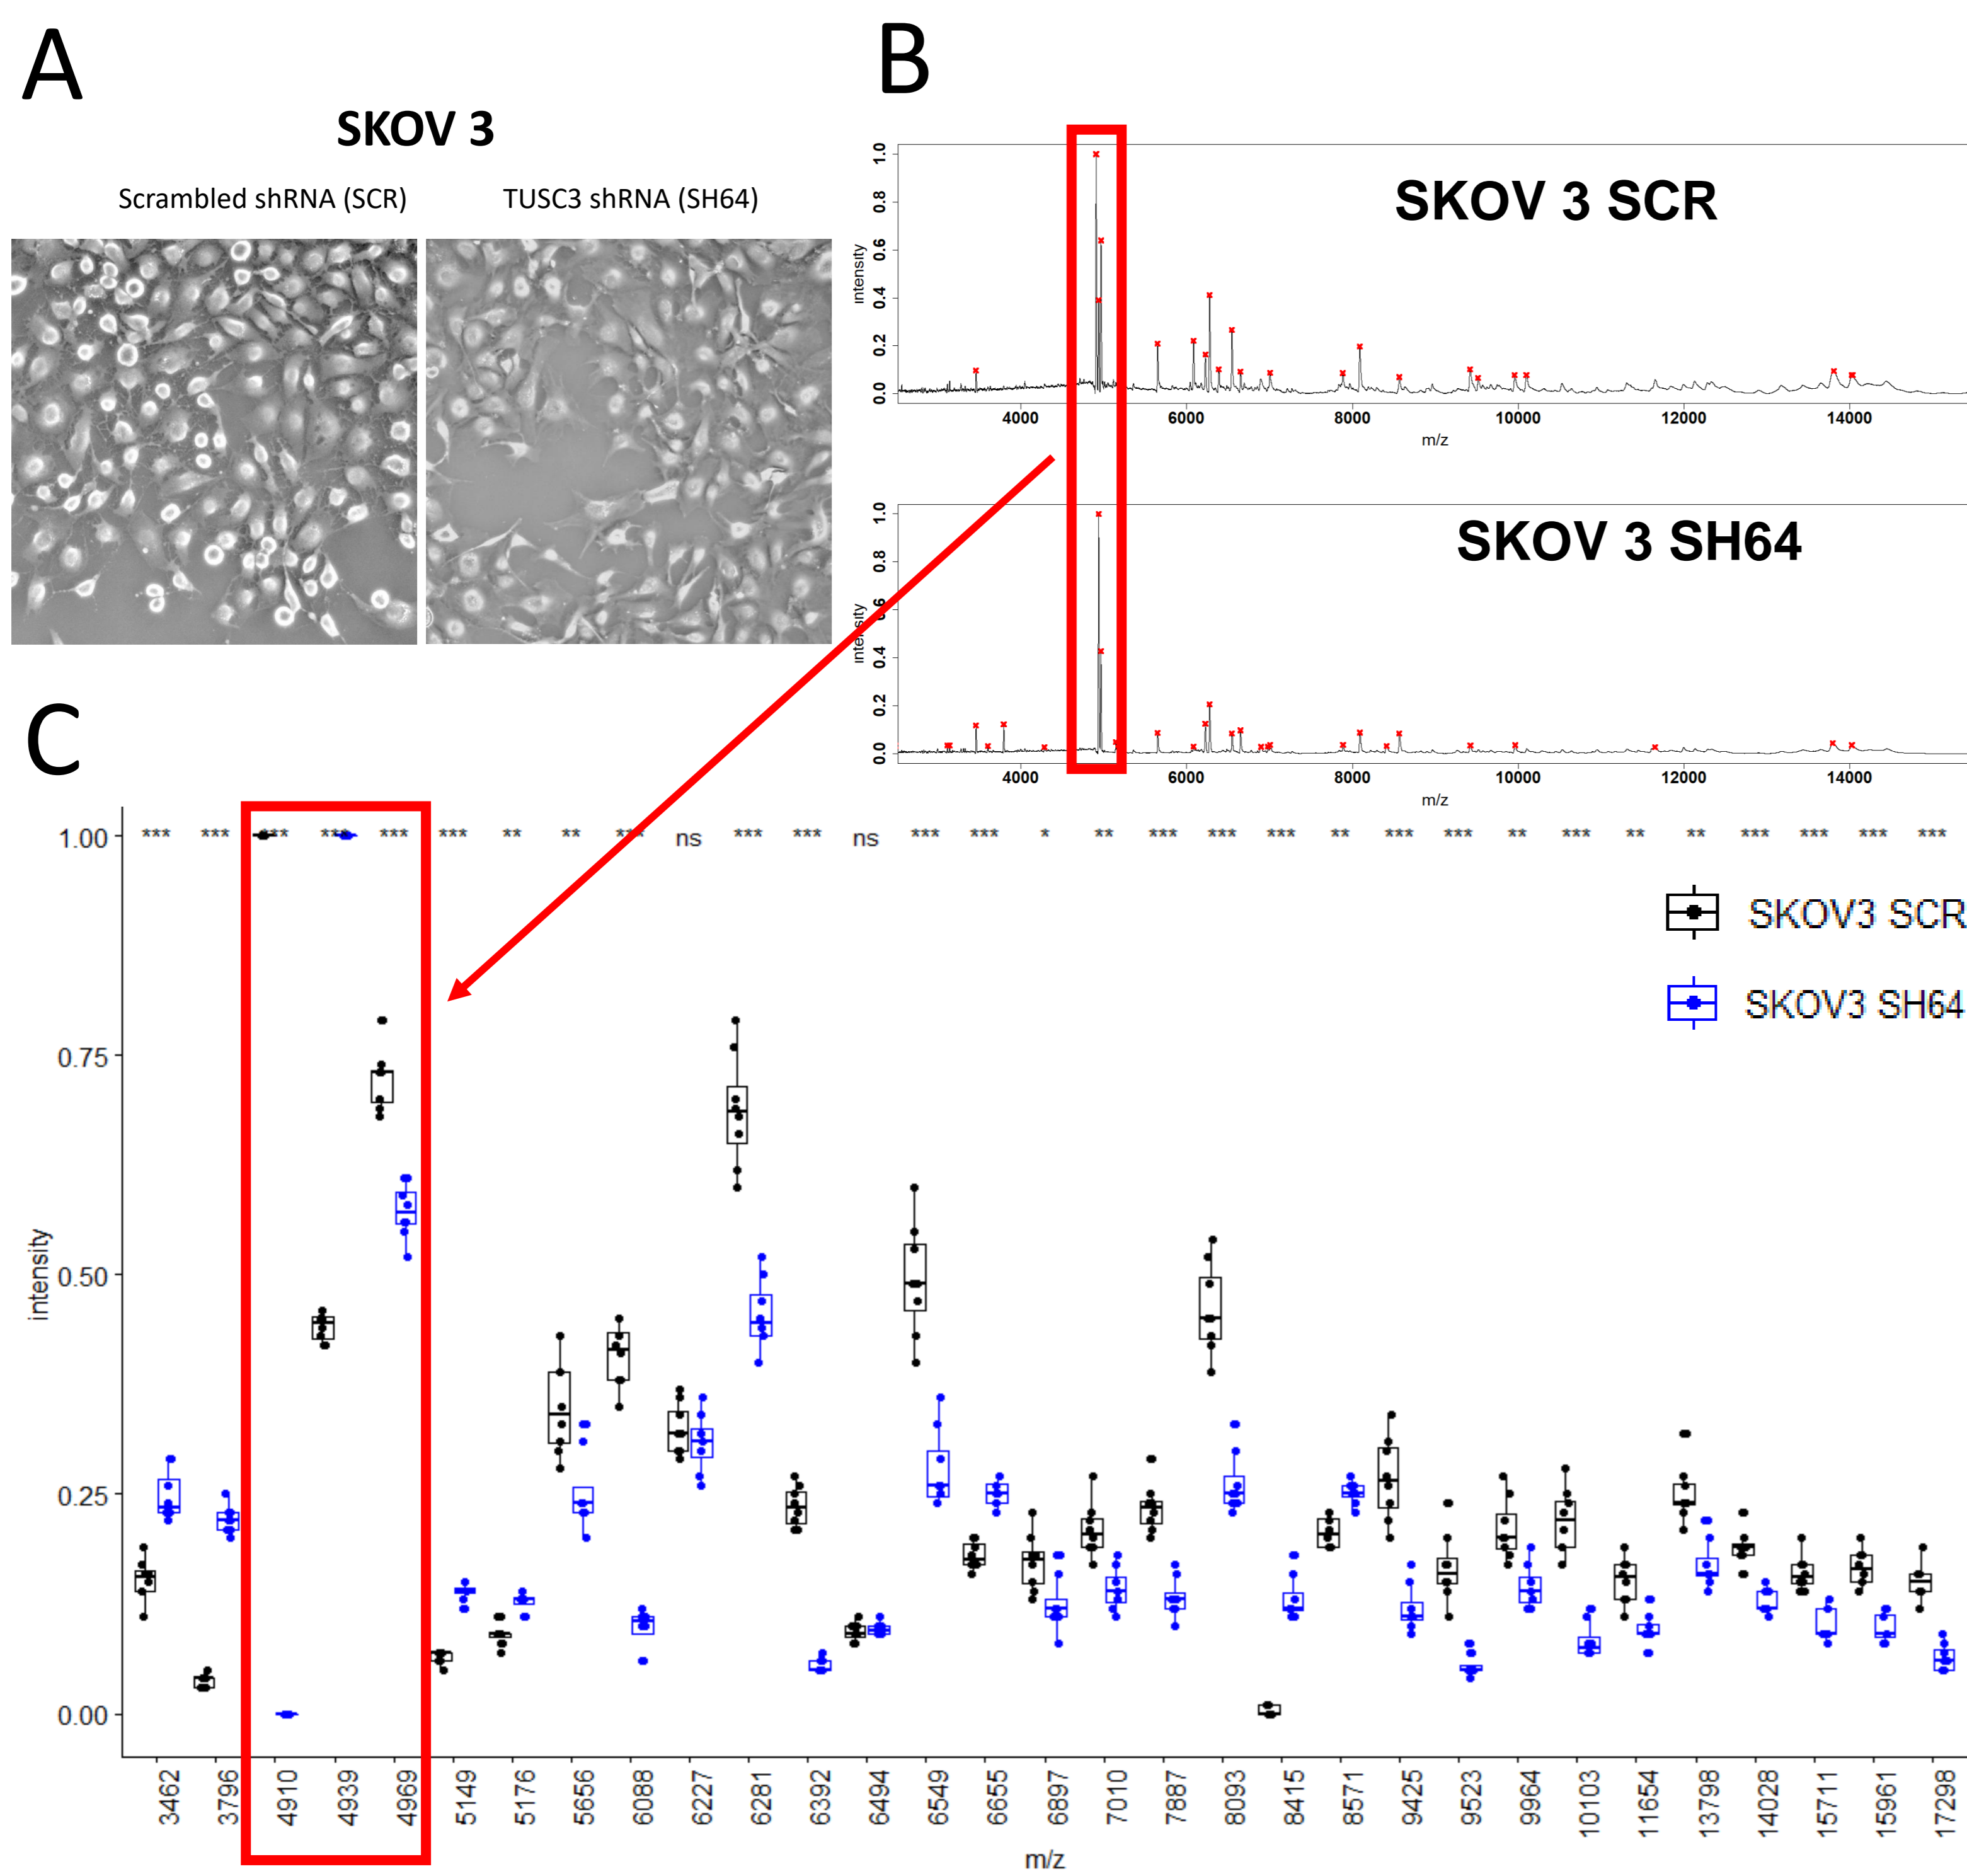 A
SKOV 3
Scrambled shRNA (SCR)
TUSC3 shRNA (SH64)
B
SKOV 3 SCR
intensity
1.0
0.8
0.6
0.4
0.2
0.0
4000 6000 8000 10000 12000 14000
m/z
SKOV 3 SH64
intensity
1.0
0.8
0.6
0.4
0.2
0.0
4000 6000 8000 10000 12000 14000
m/z
C
*** *** *** *** *** *** ** ** *** ns *** *** ns *** *** * ** *** *** *** ** *** *** ** *** ** ** *** *** *** ***
SKOV3 SCR
SKOV3 SH64
intensity
1.00
0.75
0.50
0.25
0.00
3462 3796 4910 4939 4969 5149 5176 5656 6088 6227 6281 6392 6494 6549 6655 6897 7010 7887 8093 8415 8571 9425 9523 9964 10103 11654 13798 14028 15711 15961 17298
m/z